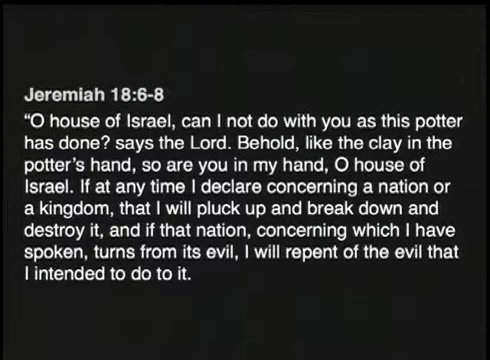 Jeremiah 18:6-8
“O house of Israel, can I not do with you as this potter
has done? says the Lord. Behold, like the clay in the
potter’s hand, so are you in my hand, O house of
Israel. If at any time I declare concerning a nation or
a kingdom, that I will pluck up and break down and
destroy it, and if that nation, concerning which I have
spoken, turns from its evil, I will repent of the evil that
I intended to do to it.